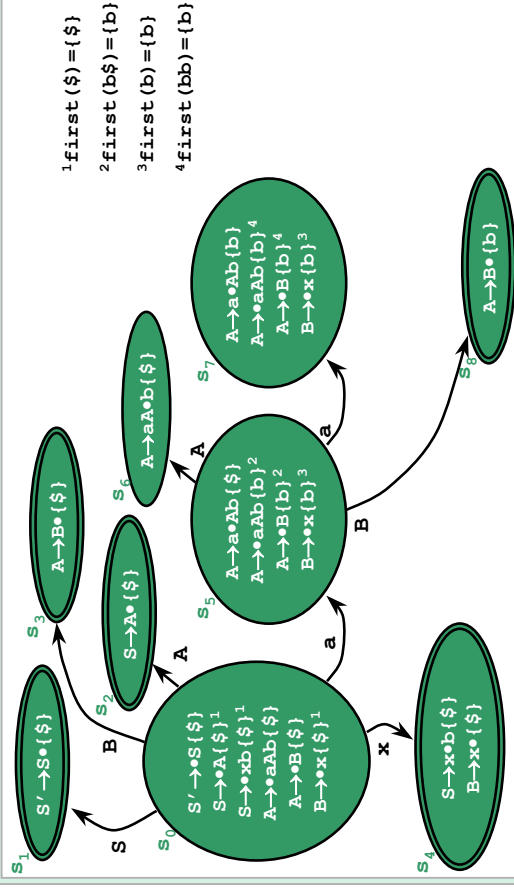 ¹first($)={$}
²first(b$)={b}
³first(b)={b}
⁴first(bb)={b}
s₁
S′→S•{$}
s₃
A→B•{$}
s₂
S→A•{$}
s₆
A→aA•b{$}
S
B
A
A
s₀
S′→•S{$}
S→•A{$}¹
S→•xb{$}¹
A→•aAb{$}
A→•B{$}
B→•x{$}¹
s₅
A→a•Ab{$}
A→•aAb{b}²
A→•B{b}²
B→•x{b}³
s₇
A→a•Ab{b}
A→•aAb{b}⁴
A→•B{b}⁴
B→•x{b}³
a
a
x
B
s₄
S→x•b{$}
B→x•{$}
s₈
A→B•{b}